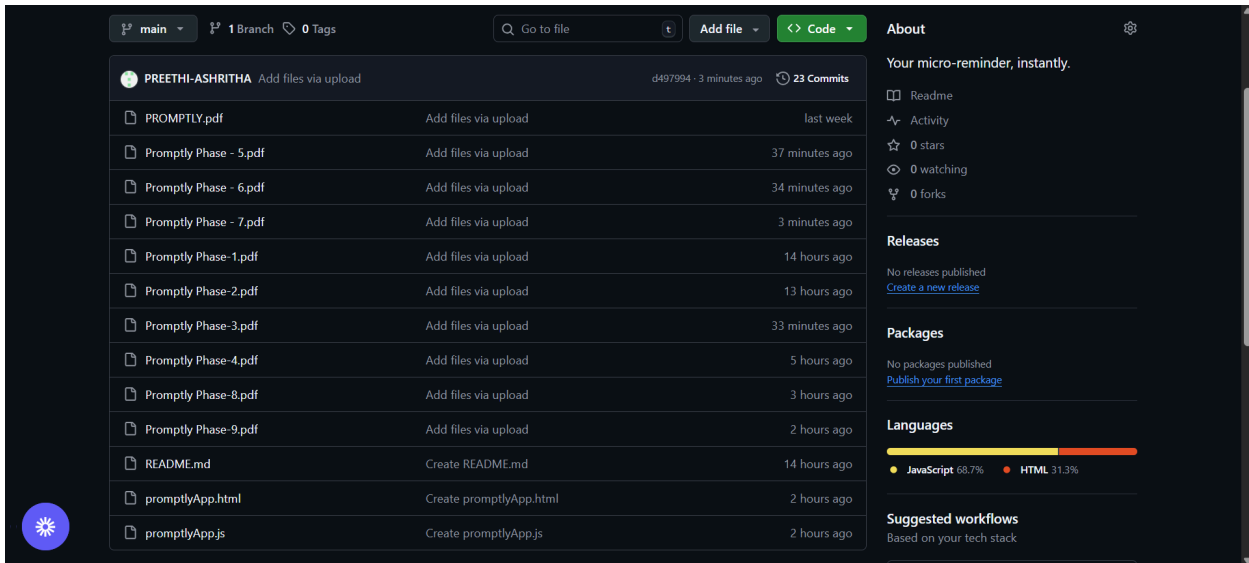 main 1 Branch 0 Tags Go to file t Add file Code
PREETHI-ASHRITHA Add files via upload d497994 · 3 minutes ago 23 Commits
PROMPTLY.pdf Add files via upload last week
Promptly Phase - 5.pdf Add files via upload 37 minutes ago
Promptly Phase - 6.pdf Add files via upload 34 minutes ago
Promptly Phase - 7.pdf Add files via upload 3 minutes ago
Promptly Phase-1.pdf Add files via upload 14 hours ago
Promptly Phase-2.pdf Add files via upload 13 hours ago
Promptly Phase-3.pdf Add files via upload 33 minutes ago
Promptly Phase-4.pdf Add files via upload 5 hours ago
Promptly Phase-8.pdf Add files via upload 3 hours ago
Promptly Phase-9.pdf Add files via upload 2 hours ago
README.md Create README.md 14 hours ago
promptlyApp.html Create promptlyApp.html 2 hours ago
promptlyApp.js Create promptlyApp.js 2 hours ago
About
Your micro-reminder, instantly.
Readme
Activity
0 stars
0 watching
0 forks
Releases
No releases published
Create a new release
Packages
No packages published
Publish your first package
Languages
JavaScript 68.7% HTML 31.3%
Suggested workflows
Based on your tech stack